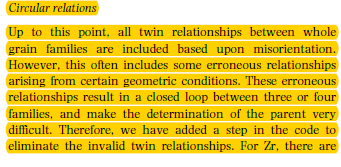 Circular relations
Up to this point, all twin relationships between whole
grain families are included based upon misorientation.
However, this often includes some erroneous relationships
arising from certain geometric conditions. These erroneous
relationships result in a closed loop between three or four
families, and make the determination of the parent very
difficult. Therefore, we have added a step in the code to
eliminate the invalid twin relationships. For Zr, there are